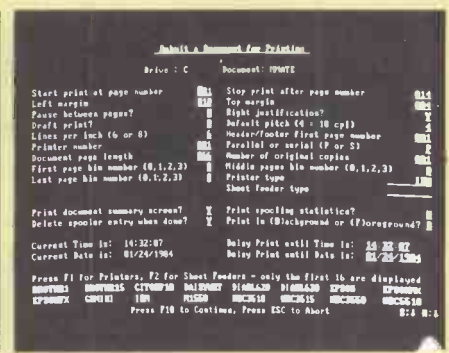 Submit a Document for Printing
Drive : C Document: MMATE
Start print at page number 001 Stop print after page number
Left margin 010 Top margin
Pause between pages? Right justification?
Draft print? Default pitch (4 = 10 cpi)
Lines per inch (6 or 8) Header/footer first page number
Printer number Parallel or serial (P or S)
Document page length Number of original copies
First page bin number (0,1,2,3) Middle pages bin number (0,1,2,3)
Last page bin number (0,1,2,3) Printer type
Sheet feeder type
Print document summary screen? Y Print spooling statistics?
Delete spooler entry when done? Y Print in (B)ackground or (F)oreground?
Current Time is: 14:32:07 Delay Print until Time is: 14:32:07
Current Date is: 01/24/1984 Delay Print until Date is: 01/24/1984
Press F1 for Printers, F2 for Sheet Feeders - only the first 16 are displayed
Press F10 to Continue, Press ESC to Abort